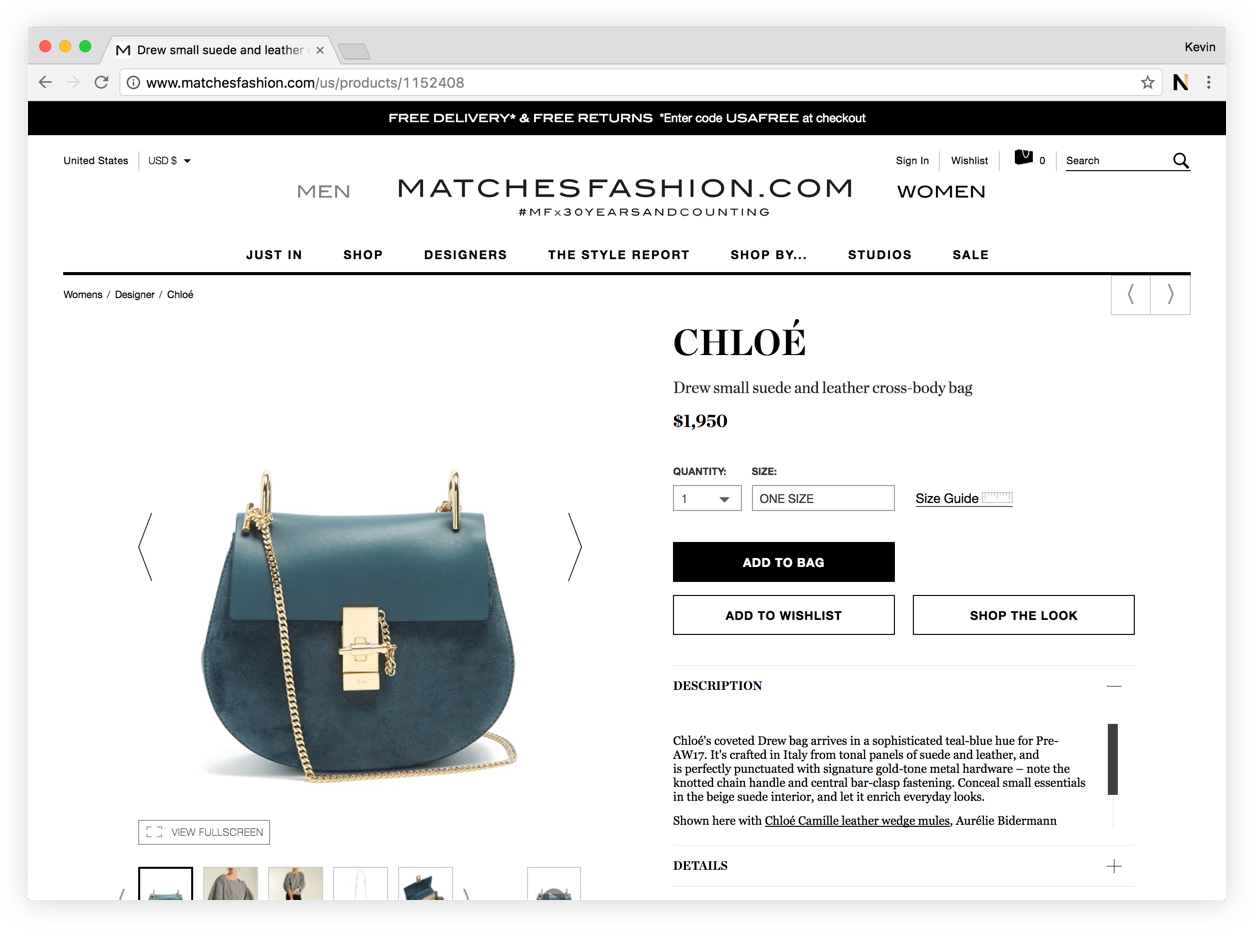 Drew small suede and leather
Kevin
www.matchesfashion.com/us/products/1152408
FREE DELIVERY* & FREE RETURNS *Enter code USAFREE at checkout
United States USD $
Sign In Wishlist 0 Search
MEN MATCHESFASHION.COM WOMEN
#MFx30YEARSANDCOUNTING
JUST IN SHOP DESIGNERS THE STYLE REPORT SHOP BY... STUDIOS SALE
Womens / Designer / Chloé
CHLOÉ
Drew small suede and leather cross-body bag
$1,950
QUANTITY: SIZE:
1 ONE SIZE Size Guide
ADD TO BAG
ADD TO WISHLIST SHOP THE LOOK
DESCRIPTION
Chloé's coveted Drew bag arrives in a sophisticated teal-blue hue for Pre-
AW17. It's crafted in Italy from tonal panels of suede and leather, and
is perfectly punctuated with signature gold-tone metal hardware – note the
knotted chain handle and central bar-clasp fastening. Conceal small essentials
in the beige suede interior, and let it enrich everyday looks.
Shown here with Chloé Camille leather wedge mules, Aurélie Bidermann
VIEW FULLSCREEN
DETAILS